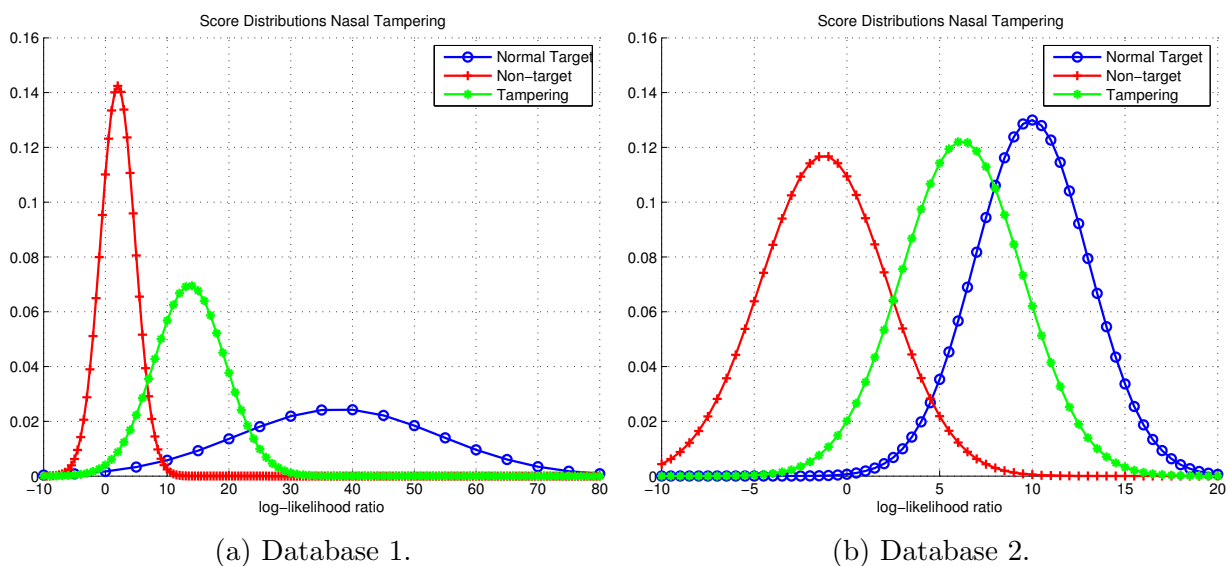 Score Distributions Nasal Tampering
0.16
0.14
0.12
0.1
0.08
0.06
0.04
0.02
0
−10 0 10 20 30 40 50 60 70 80
log−likelihood ratio
Normal Target
Non−target
Tampering
(a) Database 1.
Score Distributions Nasal Tampering
0.16
0.14
0.12
0.1
0.08
0.06
0.04
0.02
0
−10 −5 0 5 10 15 20
log−likelihood ratio
Normal Target
Non−target
Tampering
(b) Database 2.